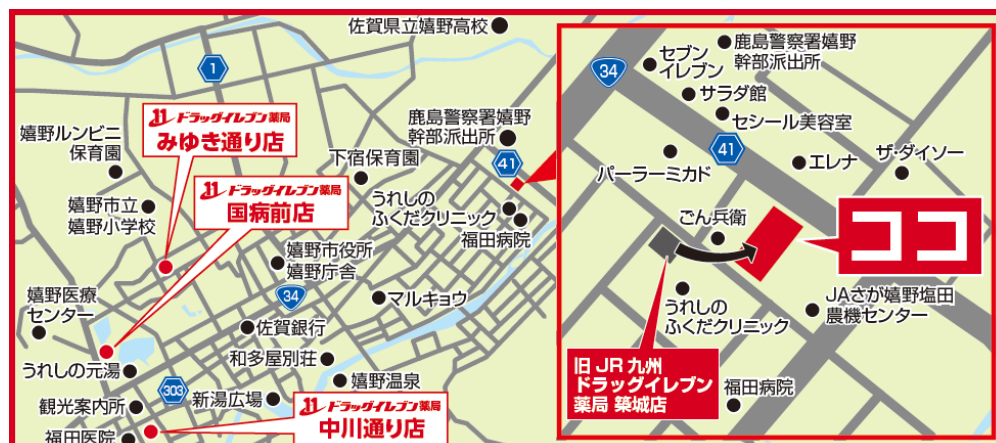 佐賀県立嬉野高校
1
ドラッグイレブン薬局
みゆき通り店
嬉野ルンビニ
保育園
鹿島警察署嬉野
幹部派出所
下宿保育園
41
ドラッグイレブン薬局
国病前店
嬉野市立
嬉野小学校
うれしの
ふくだクリニック
福田病院
嬉野市役所
嬉野庁舎
34
マルキョウ
嬉野医療
センター
佐賀銀行
和多屋別荘
うれしの元湯
303
嬉野温泉
新湯広場
観光案内所
ドラッグイレブン薬局
中川通り店
福田医院
34
セブン
イレブン
鹿島警察署嬉野
幹部派出所
サラダ館
セシール美容室
41
パーラーミカド
エレナ
ザ・ダイソー
ごん兵衛
ココ
うれしの
ふくだクリニック
JAさが嬉野塩田
農機センター
旧 JR 九州
ドラッグイレブン
薬局 築城店
福田病院